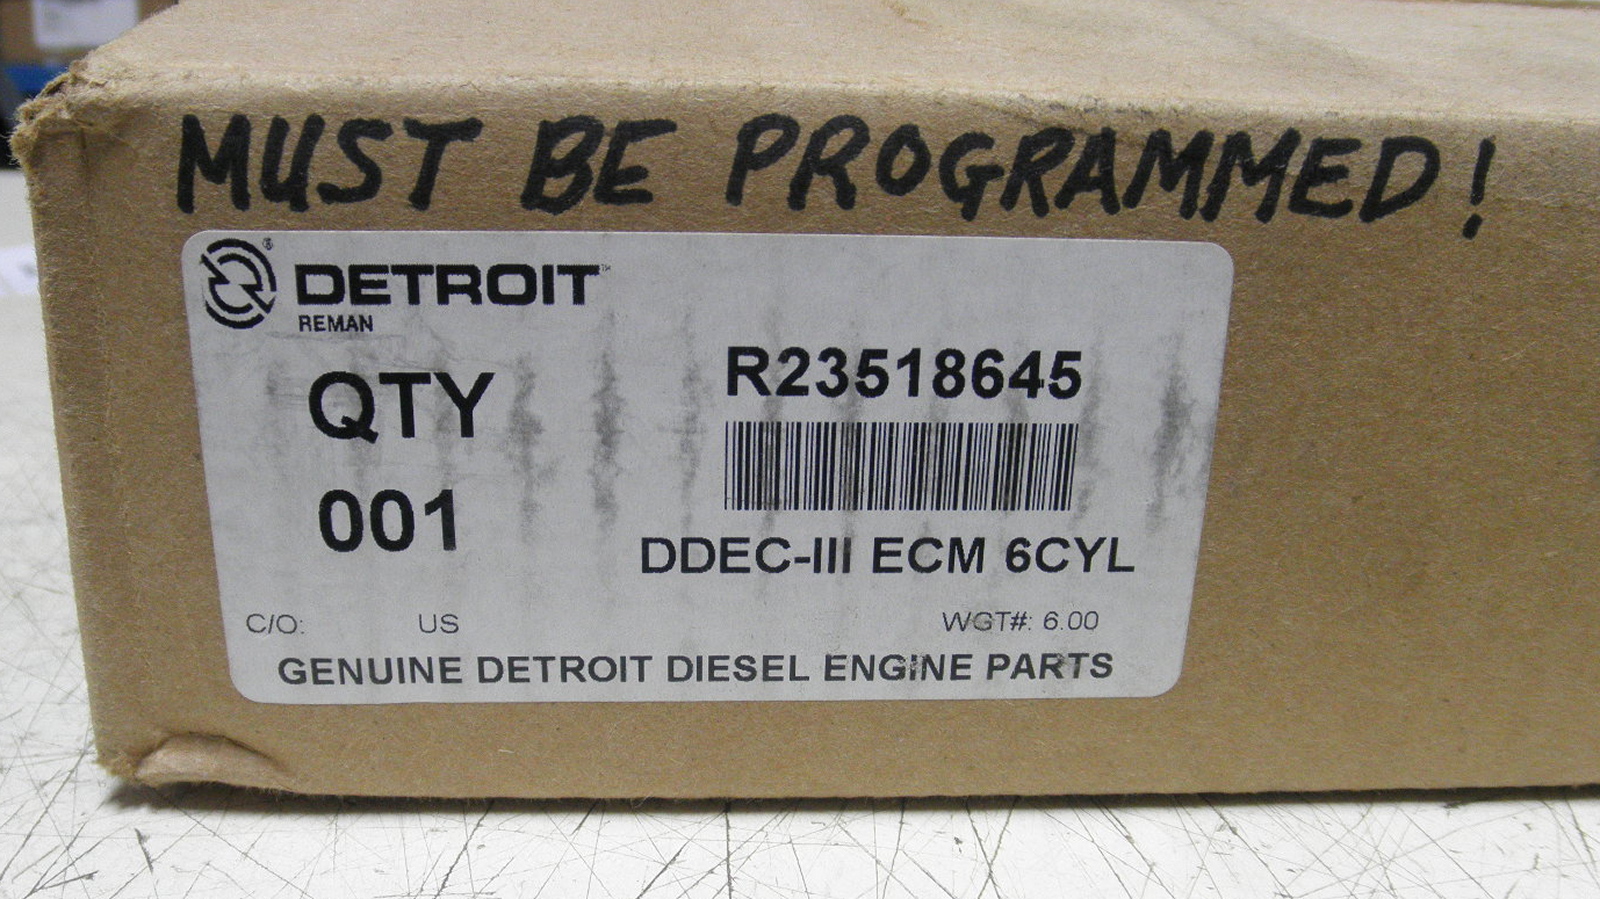 MUST BE PROGRAMMED!
DETROIT™
REMAN
QTY
001
R23518645
DDEC-III ECM 6CYL
C/O: US
WGT#: 6.00
GENUINE DETROIT DIESEL ENGINE PARTS